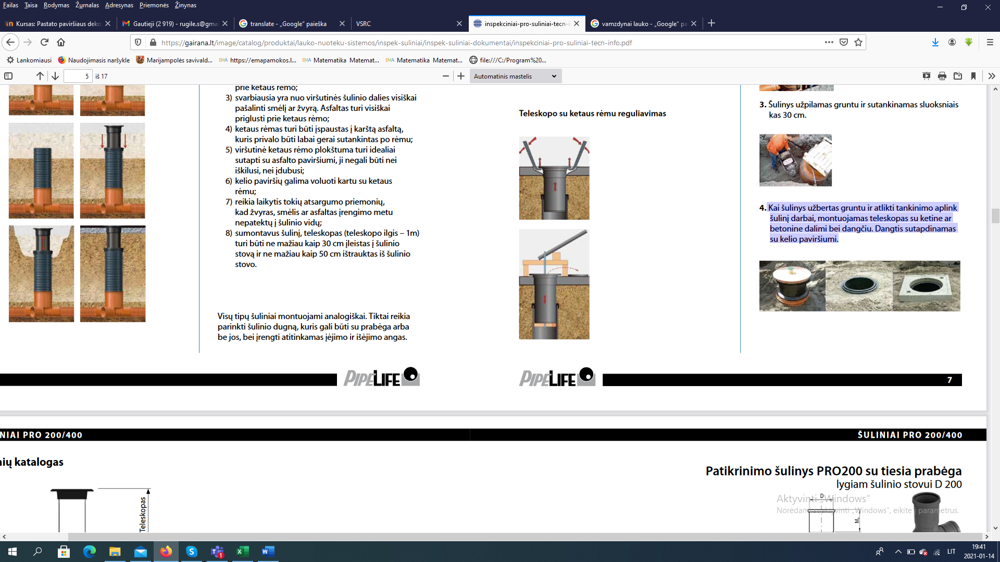 Failas Taisa Rodymas Žurnalas Adresynas Priemonės Žinynas
Kursas: Pastato paviršiaus deko
Gautieji (2 919) - rugile.s@gma
translate - „Google“ paieška
VSRC
inspekciniai-pro-suliniai-tecn-i
vamzdynai lauko - „Google“ pa
https://gairana.lt/image/catalog/produktai/lauko-nuoteku-sistemos/inspek-suliniai/inspek-suliniai-dokumentai/inspekciniai-pro-suliniai-tecn-info.pdf
Lankomiausi
Naudojimasis naršykle
Marijampolės savivald...
EMA https://emapamokos.l...
EMA Matematika Matemat...
EMA Matematika Matemat...
file:///C:/Program%20...
5 iš 17
Automatinis mastelis
prie ketaus rėmo;
3) svarbiausia yra nuo viršutinės šulinio dalies visiškai
pašalinti smėlį ar žvyrą. Asfaltas turi visiškai
priglusti prie ketaus rėmo;
4) ketaus rėmas turi būti įspaustas į karštą asfaltą,
kuris privalo būti labai gerai sutankintas po rėmu;
5) viršutinė ketaus rėmo plokštuma turi idealiai
sutapti su asfalto paviršiumi, ji negali būti nei
iškilusi, nei įdubusi;
6) kelio paviršių galima voluoti kartu su ketaus
rėmu;
7) reikia laikytis tokių atsargumo priemonių,
kad žvyras, smėlis ar asfaltas įrengimo metu
nepatektų į šulinio vidų;
8) sumontavus šulinį, teleskopas (teleskopo ilgis – 1m)
turi būti ne mažiau kaip 30 cm įleistas į šulinio
stovą ir ne mažiau kaip 50 cm ištrauktas iš šulinio
stovo.
Visų tipų šuliniai montuojami analogiškai. Tiktai reikia
parinkti šulinio dugną, kuris gali būti su prabėga arba
be jos, bei įrengti atitinkamas įėjimo ir išėjimo angas.
PIPELIFE
Teleskopo su ketaus rėmu reguliavimas
PIPELIFE
3. Šulinys užpilamas gruntu ir sutankinamas sluoksniais
kas 30 cm.
4. Kai šulinys užbertas gruntu ir atlikti tankinimo aplink
šulinį darbai, montuojamas teleskopas su ketine ar
betonine dalimi bei dangčiu. Dangtis sutapdinamas
su kelio paviršiumi.
7
NIAI PRO 200/400
ŠULINIAI PRO 200/400
nių katalogas
Teleskopas
Patikrinimo šulinys PRO200 su tiesia prabėga
lygiam šulinio stovui D 200
D
M
Aktyvinti „Windows“
Norėdami suaktyvinti „Windows“, eikite į parametrus.
1
LIT
19:41
2021-01-14